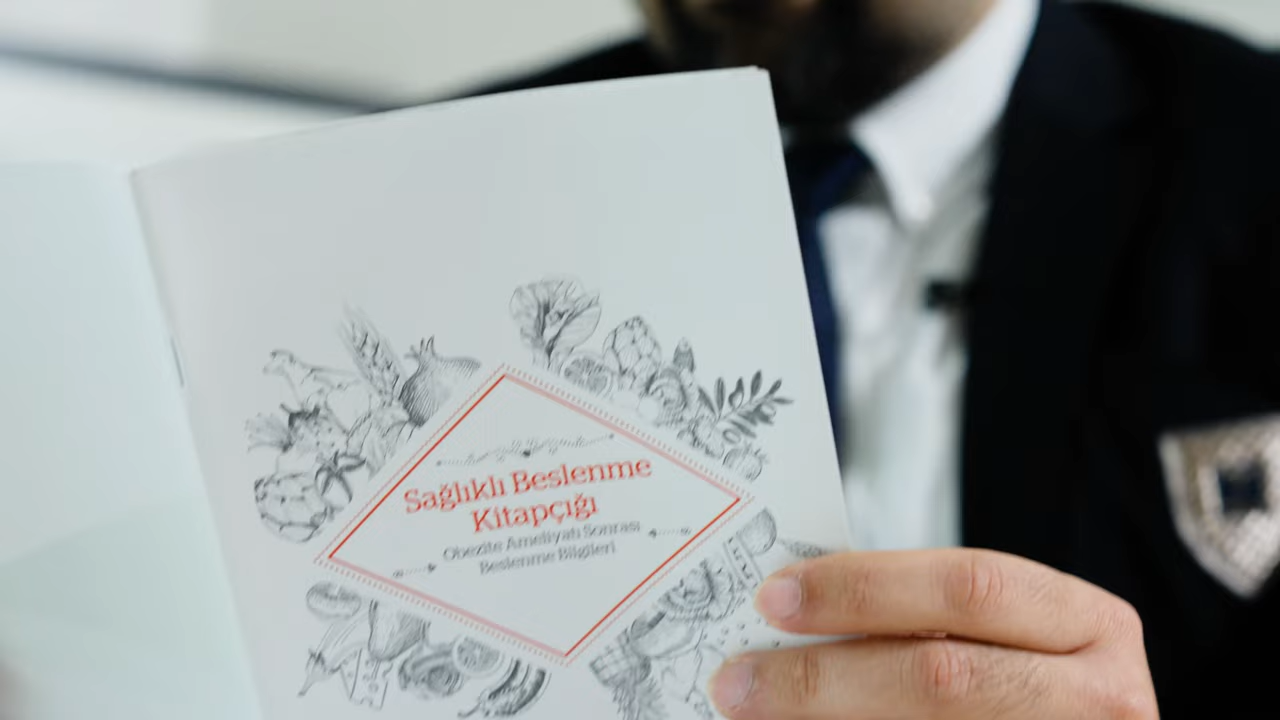 Sağlıklı Beslenme
Kitapçığı
Obezite Ameliyatı Sonrası
Beslenme Bilgileri